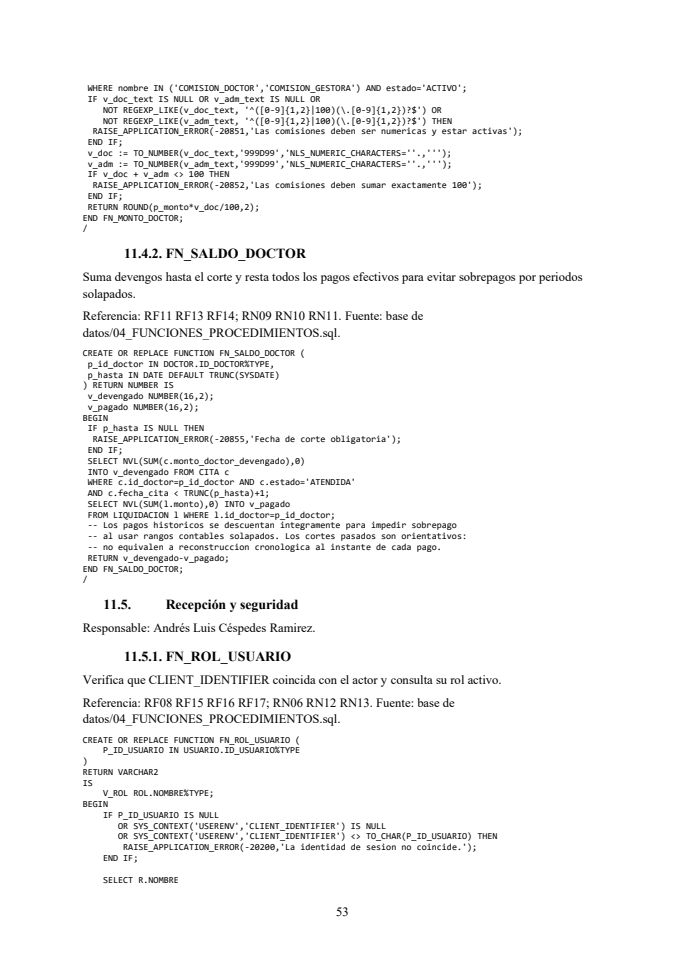 WHERE nombre IN ('COMISION_DOCTOR','COMISION_GESTORA') AND estado='ACTIVO';
IF v_doc_text IS NULL OR v_adm_text IS NULL OR
NOT REGEXP_LIKE(v_doc_text, '^([0-9]{1,2}|100)(\.[0-9]{1,2})?$') OR
NOT REGEXP_LIKE(v_adm_text, '^([0-9]{1,2}|100)(\.[0-9]{1,2})?$') THEN
RAISE_APPLICATION_ERROR(-20851,'Las comisiones deben ser numericas y estar activas');
END IF;
v_doc := TO_NUMBER(v_doc_text,'999D99','NLS_NUMERIC_CHARACTERS=''.,''');
v_adm := TO_NUMBER(v_adm_text,'999D99','NLS_NUMERIC_CHARACTERS=''.,''');
IF v_doc + v_adm <> 100 THEN
RAISE_APPLICATION_ERROR(-20852,'Las comisiones deben sumar exactamente 100');
END IF;
RETURN ROUND(p_monto*v_doc/100,2);
END FN_MONTO_DOCTOR;
/
11.4.2. FN_SALDO_DOCTOR
Suma devengos hasta el corte y resta todos los pagos efectivos para evitar sobrepagos por periodos
solapados.
Referencia: RF11 RF13 RF14; RN09 RN10 RN11. Fuente: base de
datos/04_FUNCIONES_PROCEDIMIENTOS.sql.
CREATE OR REPLACE FUNCTION FN_SALDO_DOCTOR (
p_id_doctor IN DOCTOR.ID_DOCTOR%TYPE,
p_hasta IN DATE DEFAULT TRUNC(SYSDATE)
) RETURN NUMBER IS
v_devengado NUMBER(16,2);
v_pagado NUMBER(16,2);
BEGIN
IF p_hasta IS NULL THEN
RAISE_APPLICATION_ERROR(-20855,'Fecha de corte obligatoria');
END IF;
SELECT NVL(SUM(c.monto_doctor_devengado),0)
INTO v_devengado FROM CITA c
WHERE c.id_doctor=p_id_doctor AND c.estado='ATENDIDA'
AND c.fecha_cita < TRUNC(p_hasta)+1;
SELECT NVL(SUM(l.monto),0) INTO v_pagado
FROM LIQUIDACION l WHERE l.id_doctor=p_id_doctor;
-- Los pagos historicos se descuentan integramente para impedir sobrepago
-- al usar rangos contables solapados. Los cortes pasados son orientativos:
-- no equivalen a reconstruccion cronologica al instante de cada pago.
RETURN v_devengado-v_pagado;
END FN_SALDO_DOCTOR;
/
11.5. Recepción y seguridad
Responsable: Andrés Luis Céspedes Ramirez.
11.5.1. FN_ROL_USUARIO
Verifica que CLIENT_IDENTIFIER coincida con el actor y consulta su rol activo.
Referencia: RF08 RF15 RF16 RF17; RN06 RN12 RN13. Fuente: base de
datos/04_FUNCIONES_PROCEDIMIENTOS.sql.
CREATE OR REPLACE FUNCTION FN_ROL_USUARIO (
P_ID_USUARIO IN USUARIO.ID_USUARIO%TYPE
)
RETURN VARCHAR2
IS
V_ROL ROL.NOMBRE%TYPE;
BEGIN
IF P_ID_USUARIO IS NULL
OR SYS_CONTEXT('USERENV','CLIENT_IDENTIFIER') IS NULL
OR SYS_CONTEXT('USERENV','CLIENT_IDENTIFIER') <> TO_CHAR(P_ID_USUARIO) THEN
RAISE_APPLICATION_ERROR(-20200,'La identidad de sesion no coincide.');
END IF;
SELECT R.NOMBRE
53